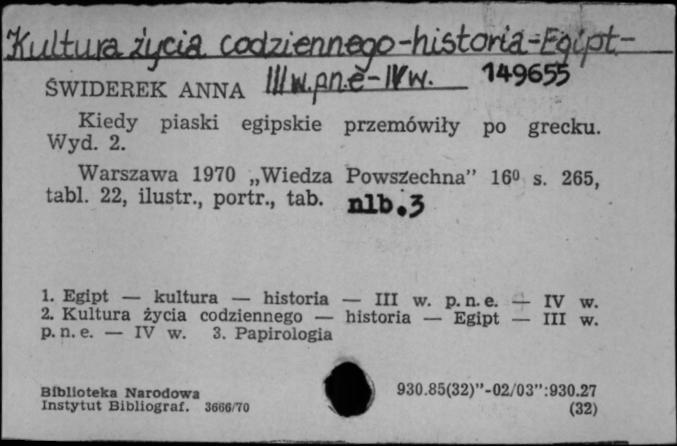 Kultura życia codziennego-historia-Egipt-
III w.p.n.e-IV w. 149655
ŚWIDEREK ANNA
Kiedy piaski egipskie przemówiły po grecku.
Wyd. 2.
Warszawa 1970 „Wiedza Powszechna” 16⁰ s. 265,
tabl. 22, ilustr., portr., tab. nlb. 3
1. Egipt — kultura — historia — III w. p. n. e. — IV w.
2. Kultura życia codziennego — historia — Egipt — III w.
p. n. e. — IV w. 3. Papirologia
Biblioteka Narodowa
Instytut Bibliograf. 3666/70
930.85(32)”-02/03”:930.27
(32)